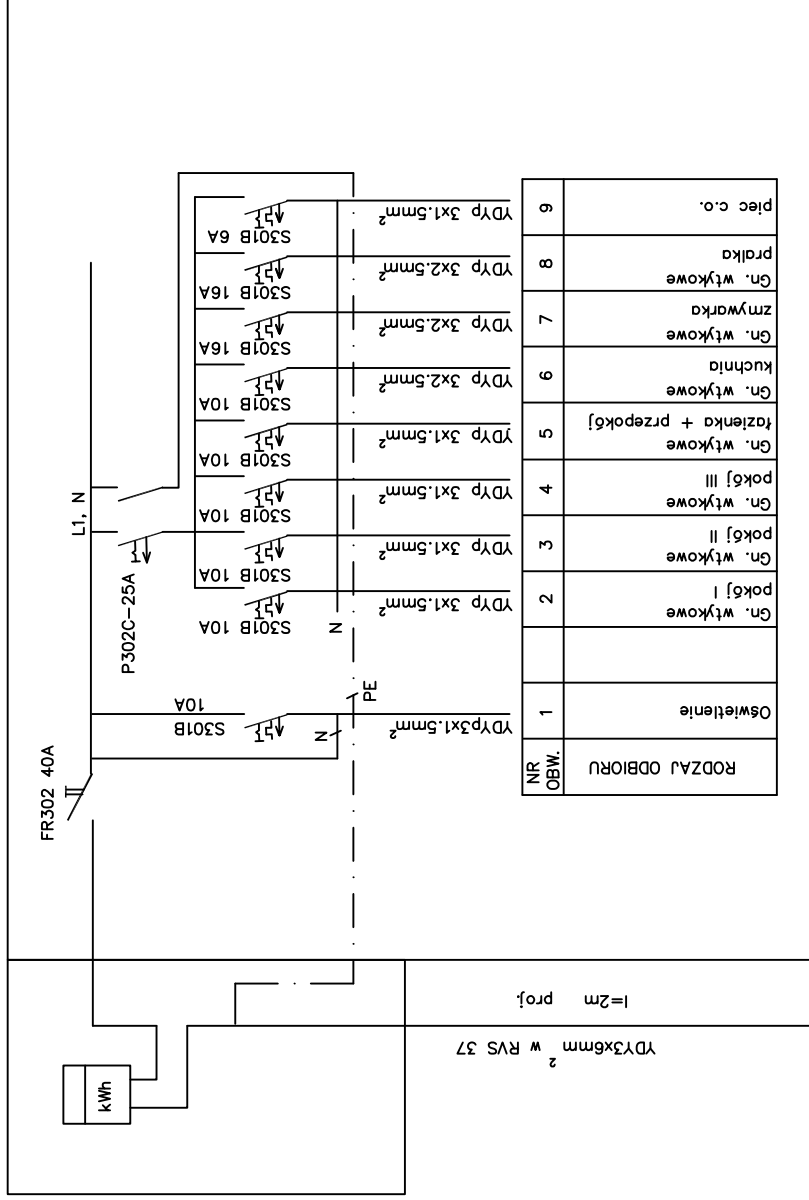 kWh
FR302 40A
L1, N
P302C-25A
S301B
10A
N
PE
YDYp3x1.5mm²
N
S301B 10A
YDYp 3x1.5mm²
S301B 10A
YDYp 3x1.5mm²
S301B 10A
YDYp 3x1.5mm²
S301B 10A
YDYp 3x1.5mm²
S301B 10A
YDYp 3x2.5mm²
S301B 16A
YDYp 3x2.5mm²
S301B 16A
YDYp 3x2.5mm²
S301B 6A
YDYp 3x1.5mm²
NR
OBW.
RODZAJ ODBIORU
1
Oświetlenie
2
Gn. wtykowe
pokój I
3
Gn. wtykowe
pokój II
4
Gn. wtykowe
pokój III
5
Gn. wtykowe
łazienka + przepokój
6
Gn. wtykowe
kuchnia
7
Gn. wtykowe
zmywarka
8
Gn. wtykowe
pralka
9
piec c.o.
YDY3x6mm² w RVS 37
l=2m proj.